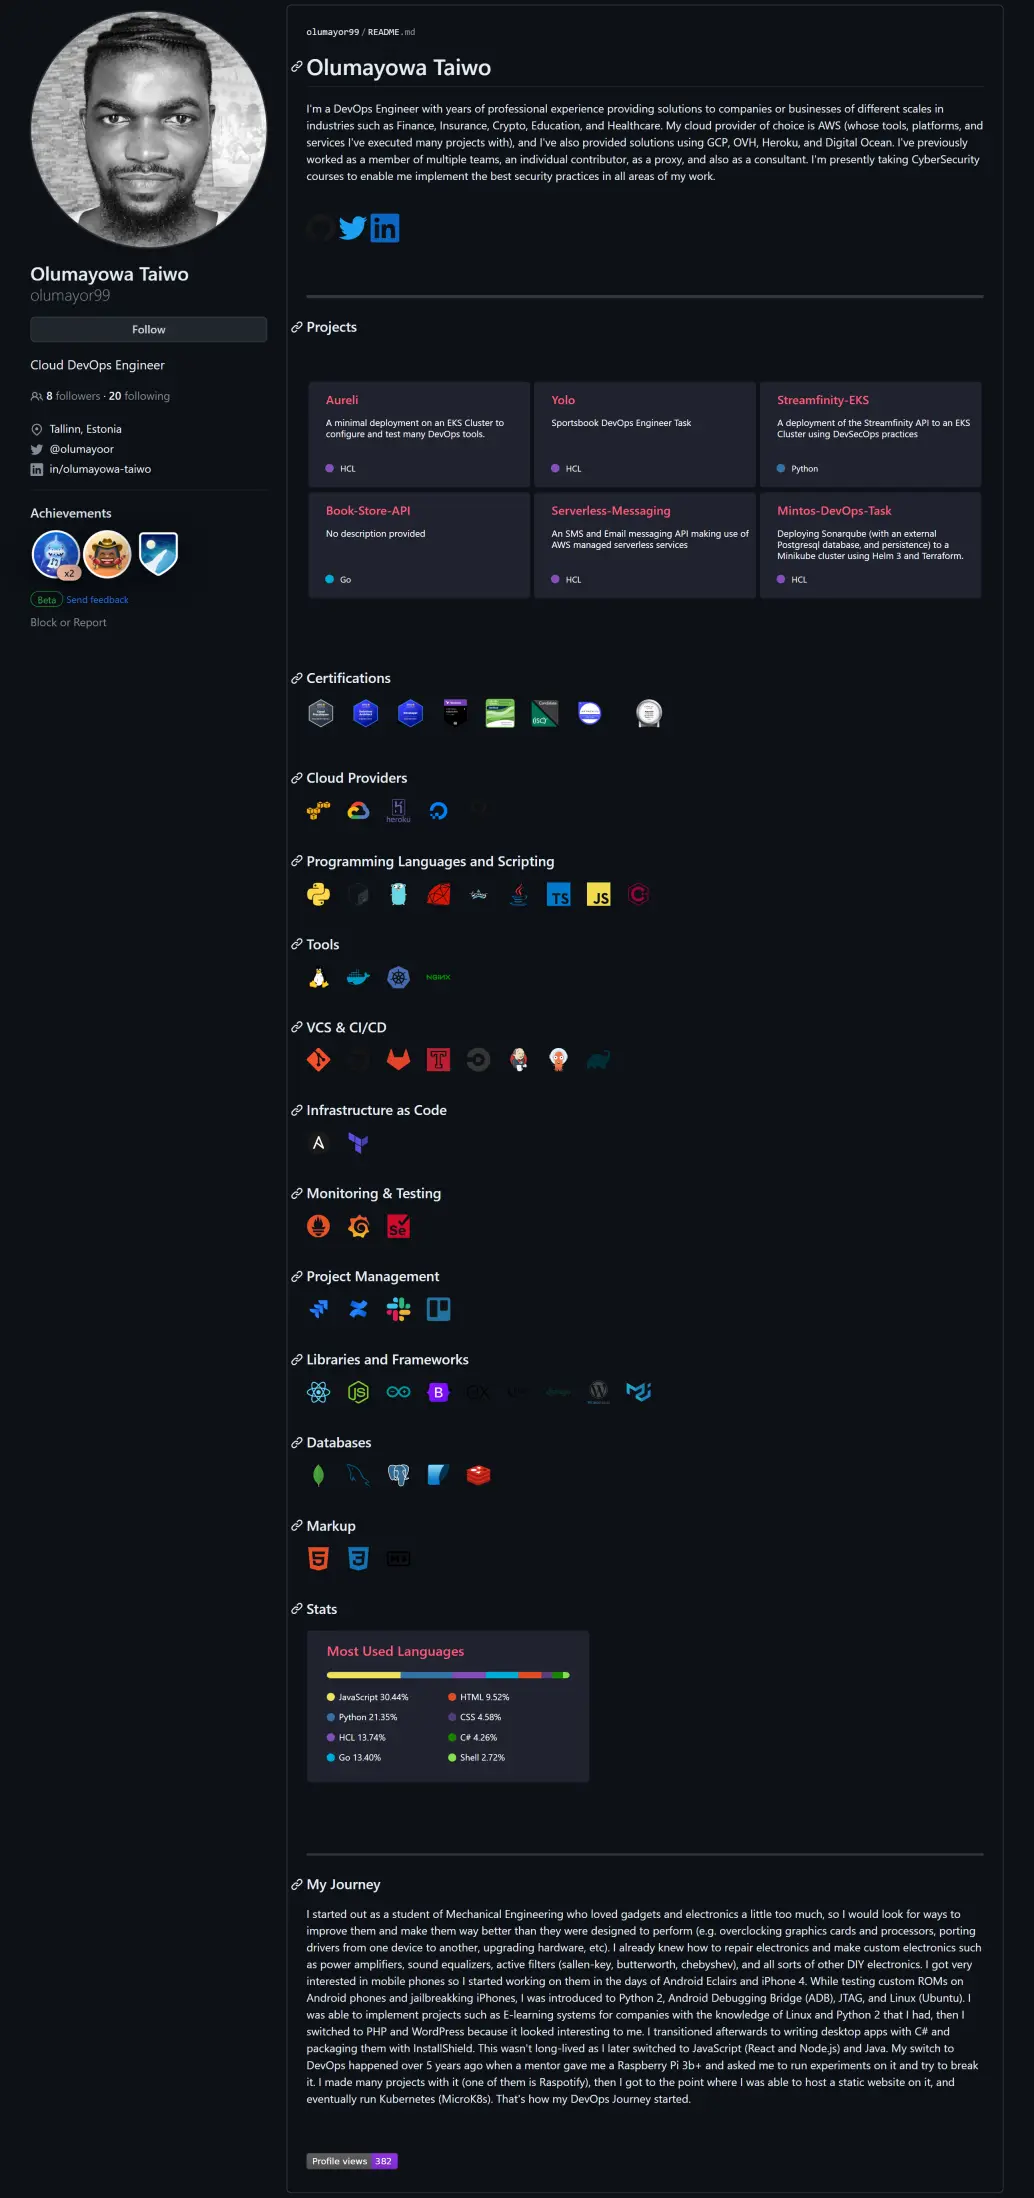 Olumayowa Taiwo
olumayor99
Follow
Cloud DevOps Engineer
8 followers · 20 following
Tallinn, Estonia
@olumayoor
in/olumayowa-taiwo
Achievements
x2
Beta Send feedback
Block or Report
olumayor99 / README.md
Olumayowa Taiwo
I'm a DevOps Engineer with years of professional experience providing solutions to companies or businesses of different scales in
industries such as Finance, Insurance, Crypto, Education, and Healthcare. My cloud provider of choice is AWS (whose tools, platforms, and
services I've executed many projects with), and I've also provided solutions using GCP, OVH, Heroku, and Digital Ocean. I've previously
worked as a member of multiple teams, an individual contributor, as a proxy, and also as a consultant. I'm presently taking CyberSecurity
courses to enable me implement the best security practices in all areas of my work.
in
Projects
Aureli
A minimal deployment on an EKS Cluster to
configure and test many DevOps tools.
HCL
Yolo
Sportsbook DevOps Engineer Task
HCL
Streamfinity-EKS
A deployment of the Streamfinity API to an EKS
Cluster using DevSecOps practices
Python
Book-Store-API
No description provided
Go
Serverless-Messaging
An SMS and Email messaging API making use of
AWS managed serverless services
HCL
Mintos-DevOps-Task
Deploying Sonarqube (with an external
Postgresql database, and persistence) to a
Minikube cluster using Helm 3 and Terraform.
HCL
Certifications
(ISC)²
Cloud Providers
heroku
Programming Languages and Scripting
TS JS
Tools
NGINX
VCS & CI/CD
Infrastructure as Code
Monitoring & Testing
Se
Project Management
Libraries and Frameworks
JS B
Databases
Markup
5 3
Stats
Most Used Languages
JavaScript 30.44%
Python 21.35%
HCL 13.74%
Go 13.40%
HTML 9.52%
CSS 4.58%
C# 4.26%
Shell 2.72%
My Journey
I started out as a student of Mechanical Engineering who loved gadgets and electronics a little too much, so I would look for ways to
improve them and make them way better than they were designed to perform (e.g. overclocking graphics cards and processors, porting
drivers from one device to another, upgrading hardware, etc). I already knew how to repair electronics and make custom electronics such
as power amplifiers, sound equalizers, active filters (sallen-key, butterworth, chebyshev), and all sorts of other DIY electronics. I got very
interested in mobile phones so I started working on them in the days of Android Eclairs and iPhone 4. While testing custom ROMs on
Android phones and jailbreakking iPhones, I was introduced to Python 2, Android Debugging Bridge (ADB), JTAG, and Linux (Ubuntu). I
was able to implement projects such as E-learning systems for companies with the knowledge of Linux and Python 2 that I had, then I
switched to PHP and WordPress because it looked interesting to me. I transitioned afterwards to writing desktop apps with C# and
packaging them with InstallShield. This wasn't long-lived as I later switched to JavaScript (React and Node.js) and Java. My switch to
DevOps happened over 5 years ago when a mentor gave me a Raspberry Pi 3b+ and asked me to run experiments on it and try to break
it. I made many projects with it (one of them is Raspotify), then I got to the point where I was able to host a static website on it, and
eventually run Kubernetes (MicroK8s). That's how my DevOps Journey started.
Profile views 382